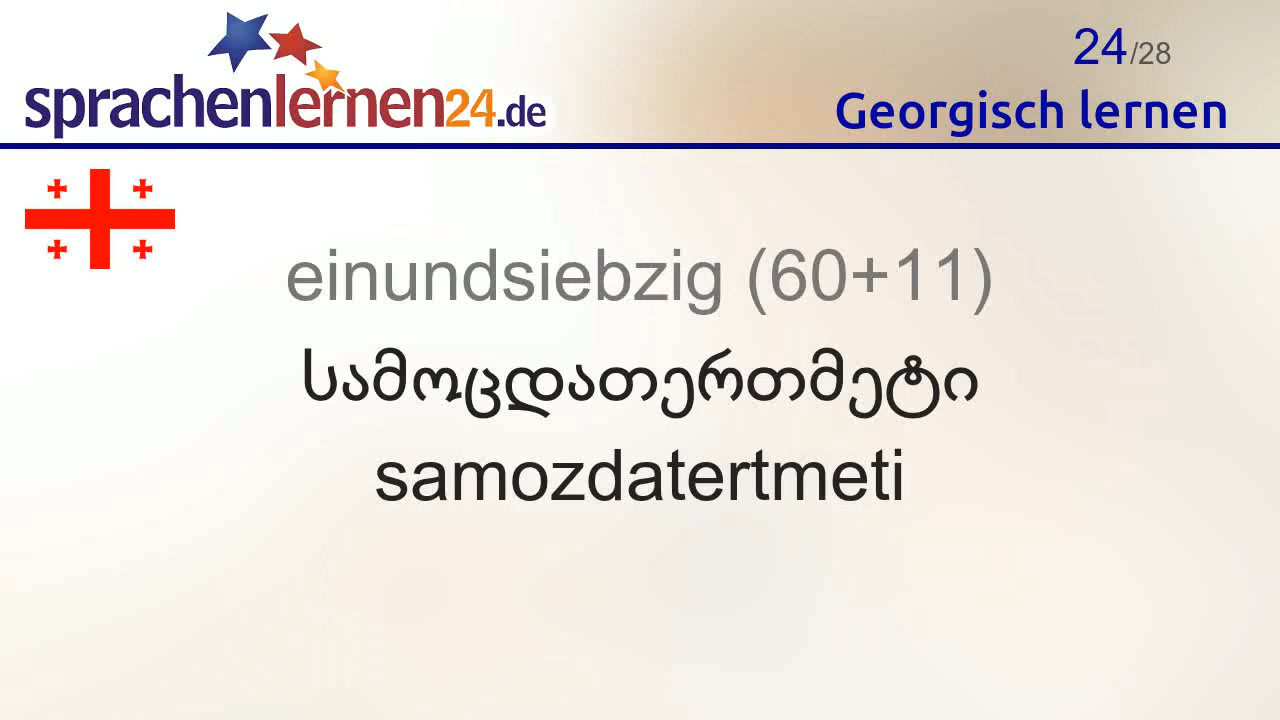 sprachenlernen24.de
24/28
Georgisch lernen
einundsiebzig (60+11)
სამოცდათერთმეტი
samozdatertmeti